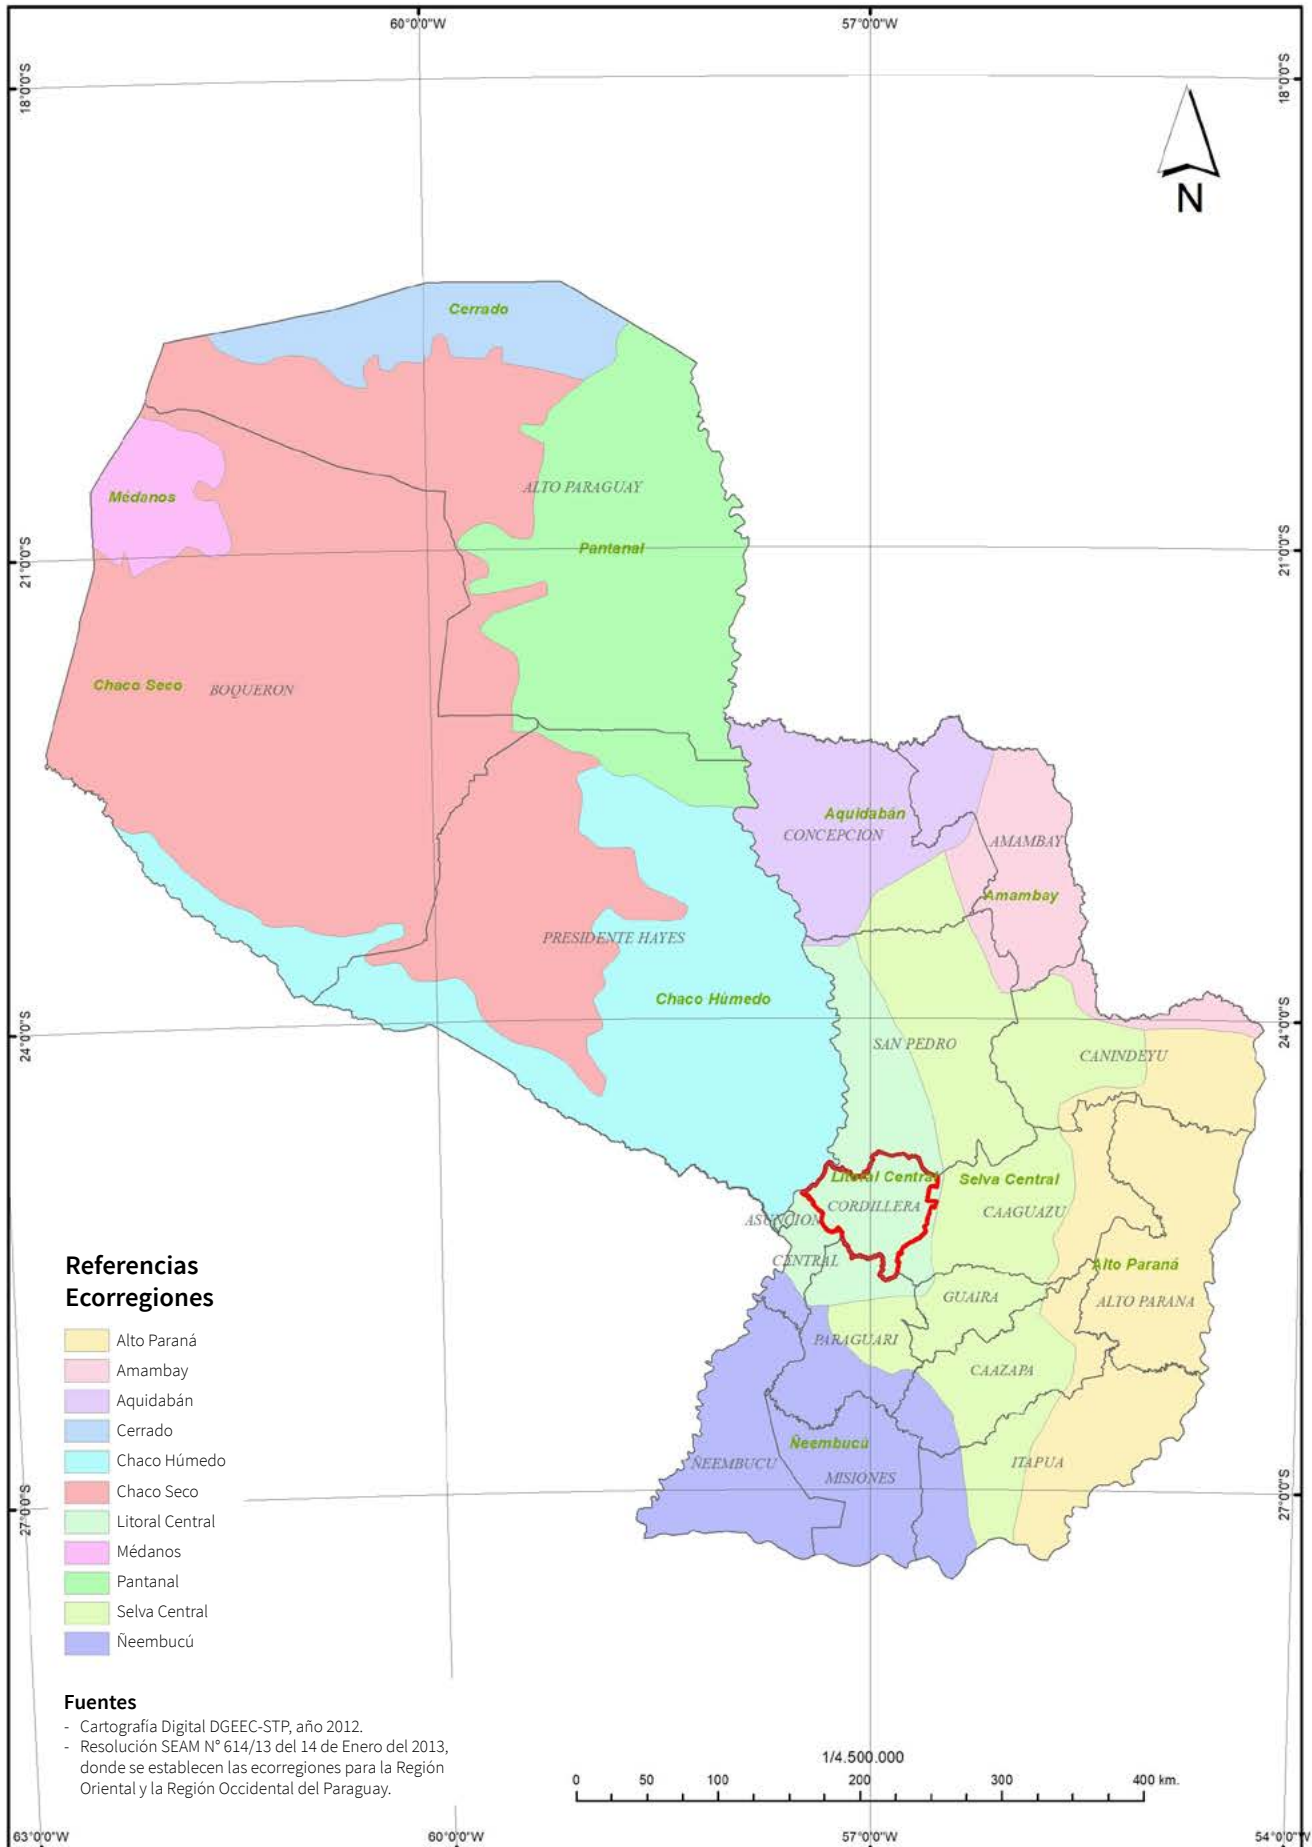 60°0'0"W
57°0'0"W
18°0'0"S
18°0'0"S
N
Cerrado
Médanos
ALTO PARAGUAY
Pantanal
21°0'0"S
21°0'0"S
Chaco Seco
BOQUERON
Aquidabán
CONCEPCION
AMAMBAY
Amambay
PRESIDENTE HAYES
Chaco Húmedo
24°0'0"S
24°0'0"S
SAN PEDRO
CANINDEYU
Litoral Central
Selva Central
CORDILLERA
CAAGUAZU
ASUNCION
CENTRAL
Alto Paraná
GUAIRA
ALTO PARANA
PARAGUARI
CAAZAPA
Ñeembucú
ÑEEMBUCU
MISIONES
ITAPUA
27°0'0"S
27°0'0"S
Referencias
Ecorregiones
Alto Paraná
Amambay
Aquidabán
Cerrado
Chaco Húmedo
Chaco Seco
Litoral Central
Médanos
Pantanal
Selva Central
Ñeembucú
Fuentes
- Cartografía Digital DGEEC-STP, año 2012.
- Resolución SEAM N° 614/13 del 14 de Enero del 2013,
donde se establecen las ecorregiones para la Región
Oriental y la Región Occidental del Paraguay.
1/4.500.000
0 50 100 200 300 400 km.
63°0'0"W
60°0'0"W
57°0'0"W
54°0'0"W